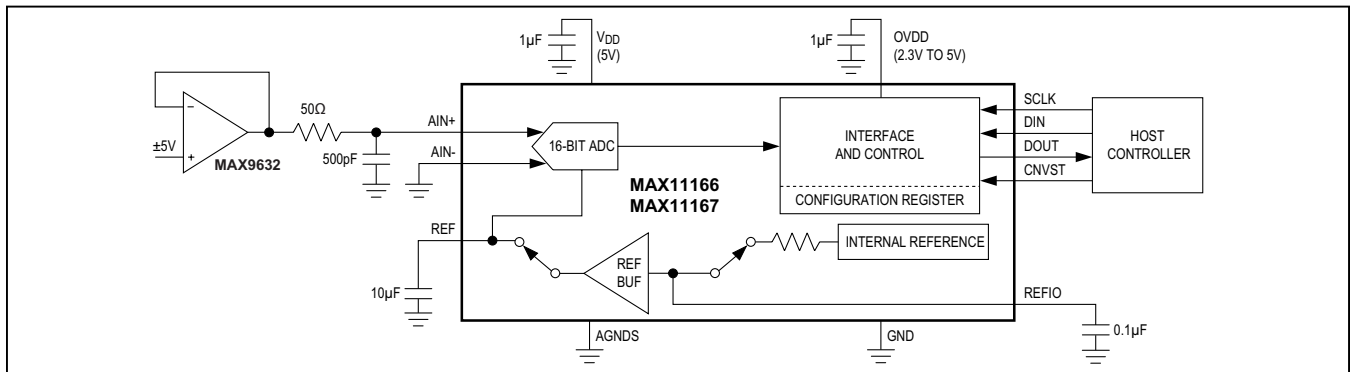 1µF
VDD
(5V)
1µF
OVDD
(2.3V TO 5V)
50Ω
-
±5V
+
MAX9632
500pF
AIN+
AIN-
16-BIT ADC
MAX11166
MAX11167
INTERFACE
AND CONTROL
CONFIGURATION REGISTER
SCLK
DIN
DOUT
CNVST
HOST
CONTROLLER
REF
10µF
REF
BUF
INTERNAL REFERENCE
REFIO
0.1µF
AGNDS
GND